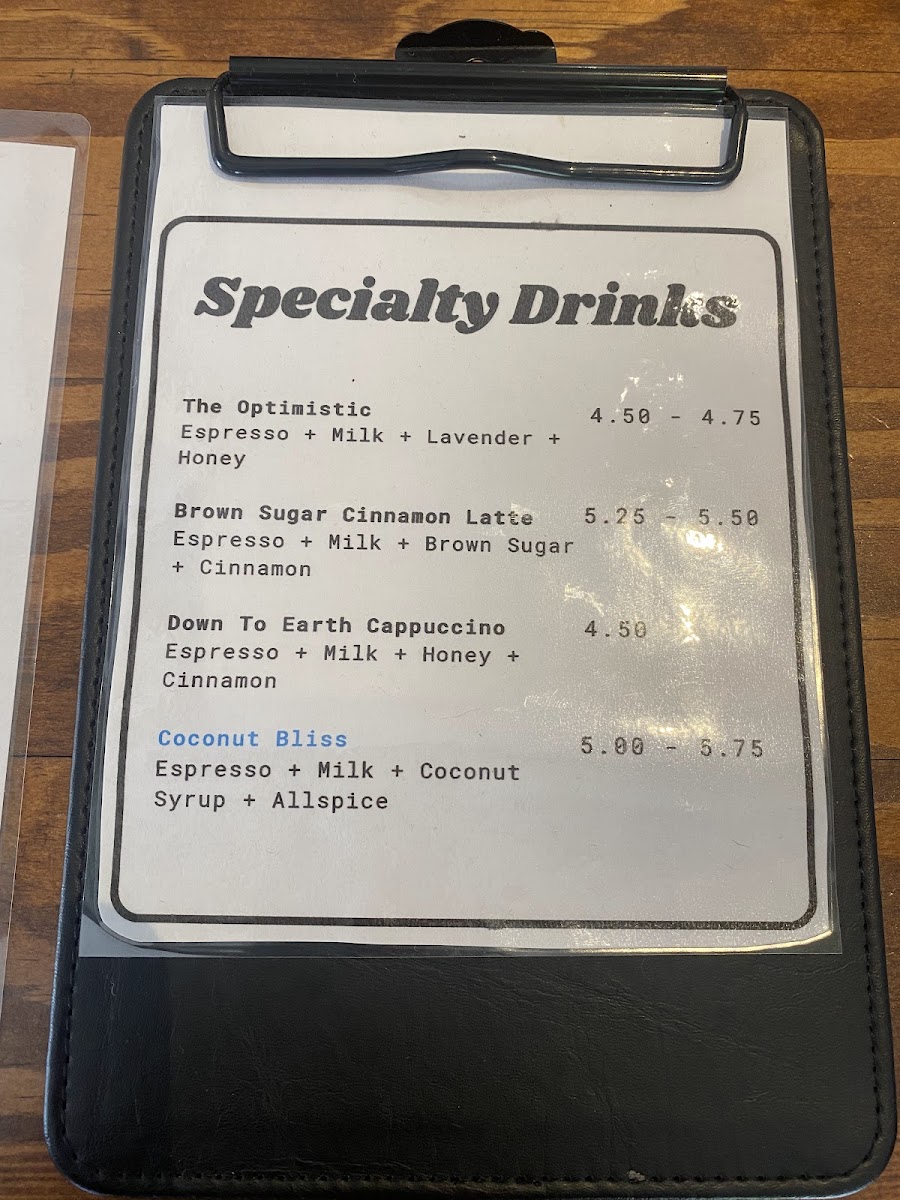 Specialty Drinks
The Optimistic 4.50 - 4.75
Espresso + Milk + Lavender +
Honey
Brown Sugar Cinnamon Latte 5.25 - 5.50
Espresso + Milk + Brown Sugar
+ Cinnamon
Down To Earth Cappuccino 4.50
Espresso + Milk + Honey +
Cinnamon
Coconut Bliss 5.00 - 5.75
Espresso + Milk + Coconut
Syrup + Allspice